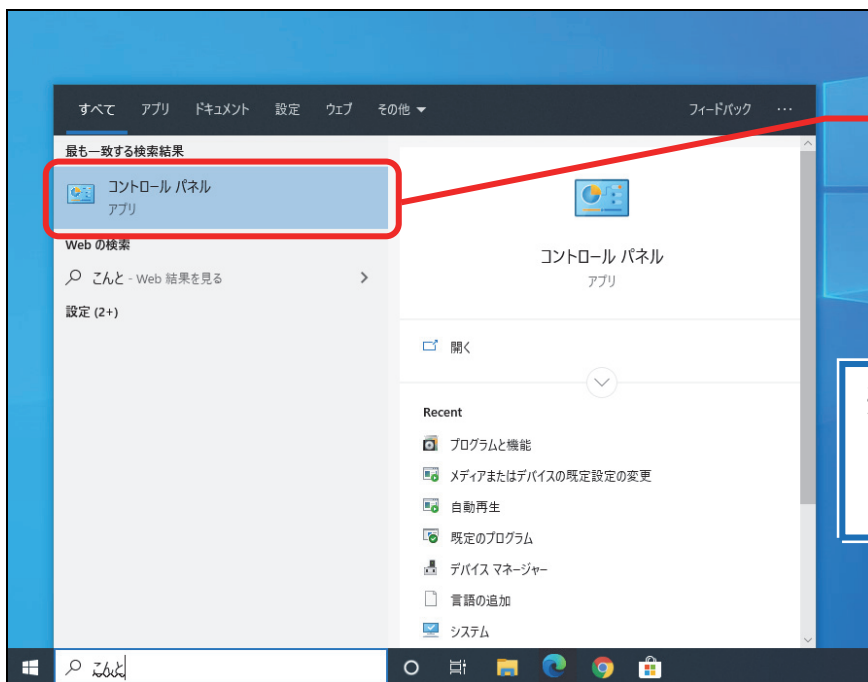 すべて アプリ ドキュメント 設定 ウェブ その他 フィードバック ...
最も一致する検索結果
コントロール パネル
アプリ
Web の検索
こんと - Web 結果を見る
設定 (2+)
コントロール パネル
アプリ
開く
Recent
プログラムと機能
メディアまたはデバイスの既定設定の変更
自動再生
既定のプログラム
デバイス マネージャー
言語の追加
システム
こんと